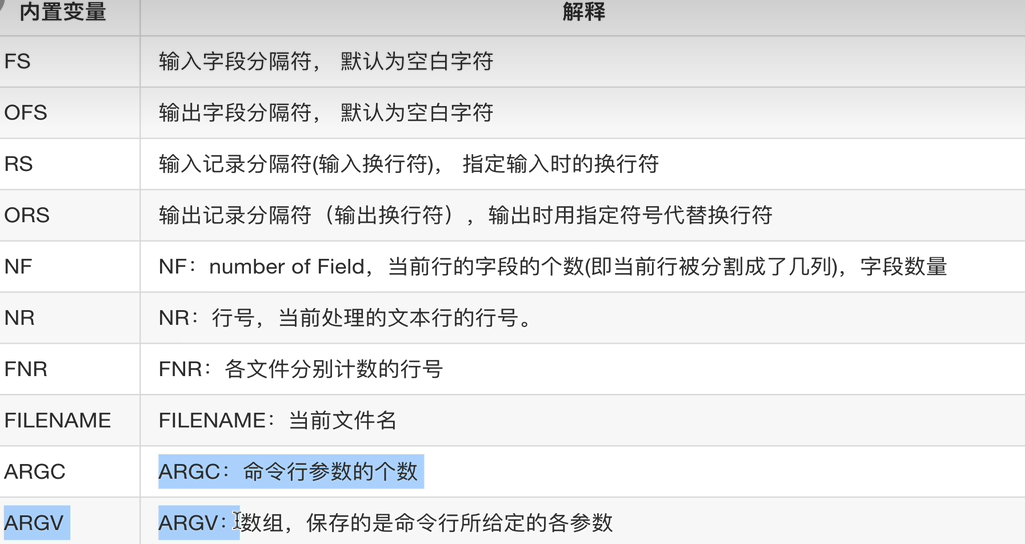 内置变量 解释
FS 输入字段分隔符， 默认为空白字符
OFS 输出字段分隔符， 默认为空白字符
RS 输入记录分隔符(输入换行符)， 指定输入时的换行符
ORS 输出记录分隔符（输出换行符），输出时用指定符号代替换行符
NF NF：number of Field，当前行的字段的个数(即当前行被分割成了几列)，字段数量
NR NR：行号，当前处理的文本行的行号。
FNR FNR：各文件分别计数的行号
FILENAME FILENAME：当前文件名
ARGC ARGC：命令行参数的个数
ARGV ARGV：数组，保存的是命令行所给定的各参数